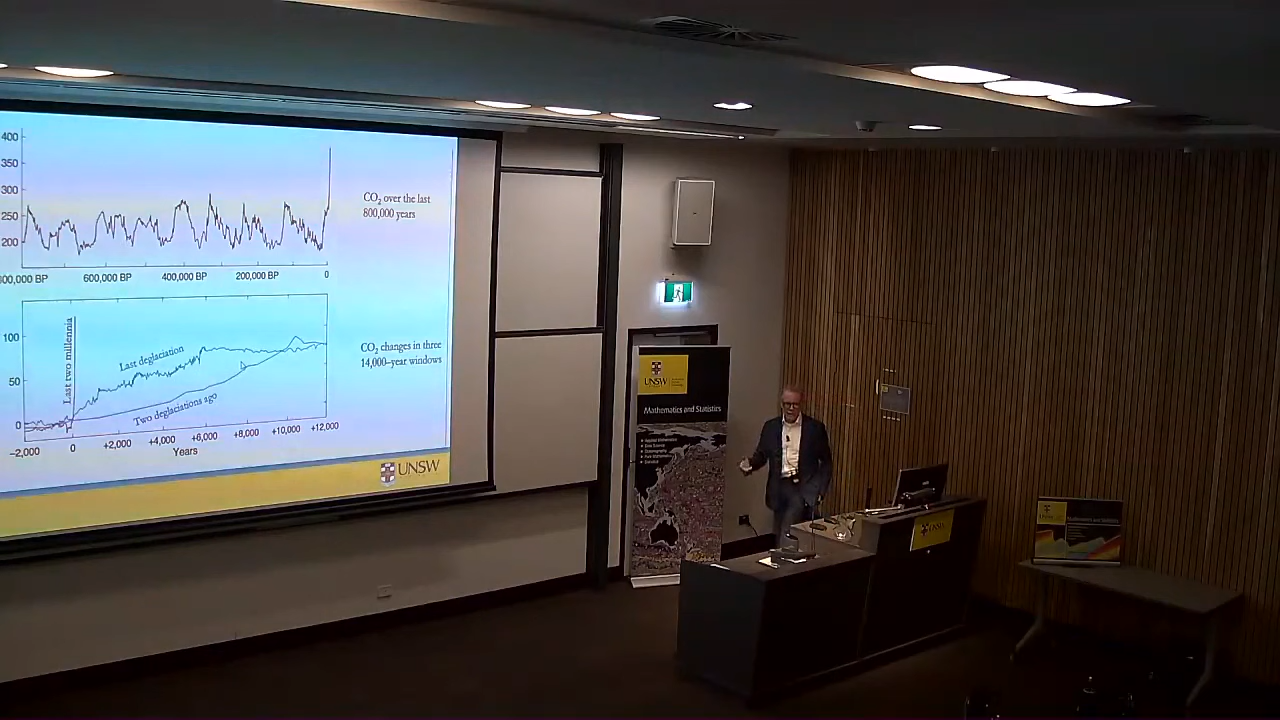 400
350
300
250
200
600,000 BP
400,000 BP
200,000 BP
0
CO₂ over the last
800,000 years
100
50
0
Last two millennia
Last deglaciation
Two deglaciations ago
−2,000
0
+2,000
+4,000
+6,000
+8,000
+10,000
+12,000
Years
CO₂ changes in three
14,000–year windows
UNSW
UNSW
Mathematics and Statistics
UNSW